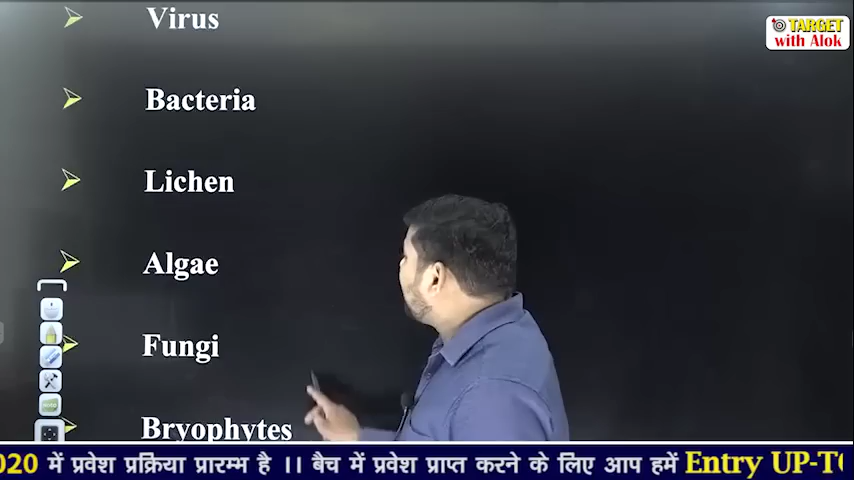 Virus
TARGET
with Alok
Bacteria
Lichen
Algae
Fungi
Bryophytes
020 में प्रवेश प्रक्रिया प्रारम्भ है ।। बैच में प्रवेश प्राप्त करने के लिए आप हमें Entry UP-TO